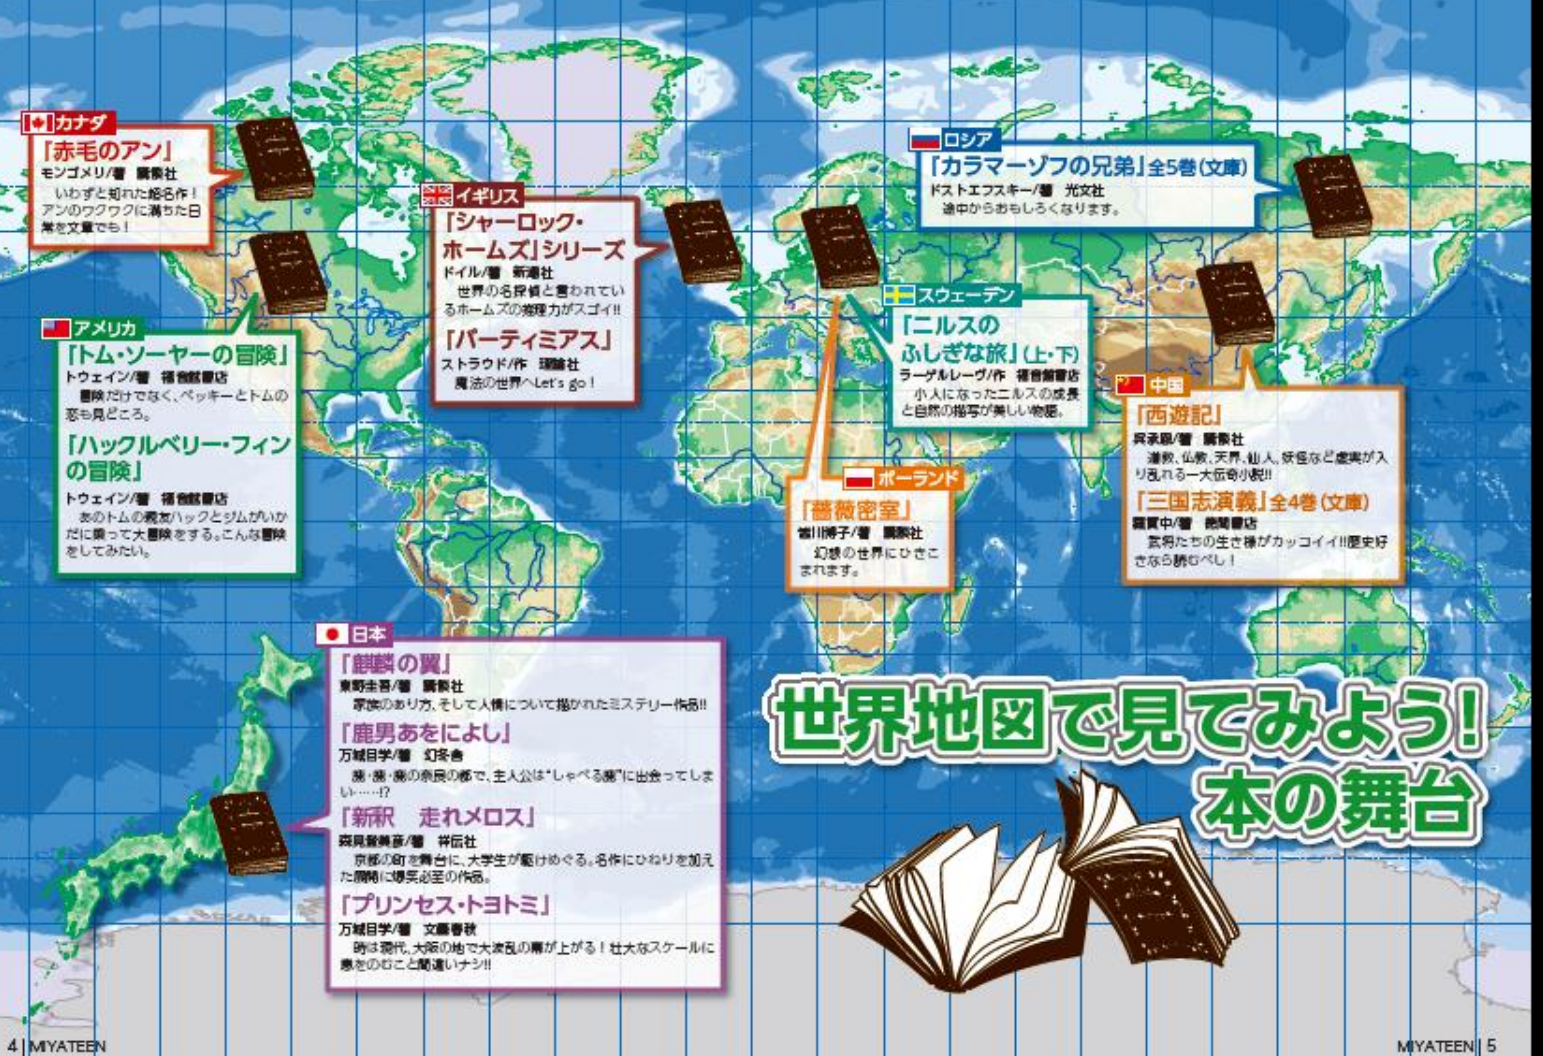 カナダ
『赤毛のアン』
モンゴメリ/著 講談社
いわずと知れた超名作！
アンのワクワクに満ちた日
常を文章でも！
アメリカ
『トム・ソーヤーの冒険』
トウェイン/著 福音館書店
冒険だけでなく、ベッキーとトムの
恋も見どころ。
『ハックルベリー・フィン
の冒険』
トウェイン/著 福音館書店
あのトムの親友ハックとジムがいか
だに乗って大冒険をする。こんな冒険
をしてみたい。
イギリス
『シャーロック・
ホームズ』シリーズ
ドイル/著 新潮社
世界の名探偵と言われてい
るホームズの推理力がスゴイ!!
『バーティミアス』
ストラウド/作 理論社
魔法の世界へLet's go！
ロシア
『カラマーゾフの兄弟』全5巻(文庫)
ドストエフスキー/著 光文社
途中からおもしろくなります。
スウェーデン
『ニルスの
ふしぎな旅』(上・下)
ラーゲルレーヴ/作 福音館書店
小人になったニルスの成長
と自然の描写が美しい物語。
ポーランド
『薔薇密室』
皆川博子/著 講談社
幻想の世界にひきこ
まれます。
中国
『西遊記』
呉承恩/著 講談社
道教、仏教、天界、仙人、妖怪など虚実が入
り乱れる一大伝奇小説!!
『三国志演義』全4巻(文庫)
羅貫中/著 徳間書店
武将たちの生き様がカッコイイ!!歴史好
きなら読むべし！
日本
『麒麟の翼』
東野圭吾/著 講談社
家族のあり方、そして人情について描かれたミステリー作品!!
『鹿男あをによし』
万城目学/著 幻冬舎
鹿・鹿・鹿の奈良の都で、主人公は“しゃべる鹿”に出会ってしま
い……!?
『新釈 走れメロス』
森見登美彦/著 祥伝社
京都の町を舞台に、大学生が駆けめぐる。名作にひねりを加え
た展開に爆笑必至の作品。
『プリンセス・トヨトミ』
万城目学/著 文藝春秋
時は現代、大阪の地で大波乱の幕が上がる！壮大なスケールに
息をのむこと間違いナシ!!
世界地図で見てみよう!
本の舞台
4 | MIYATEEN
MIYATEEN | 5